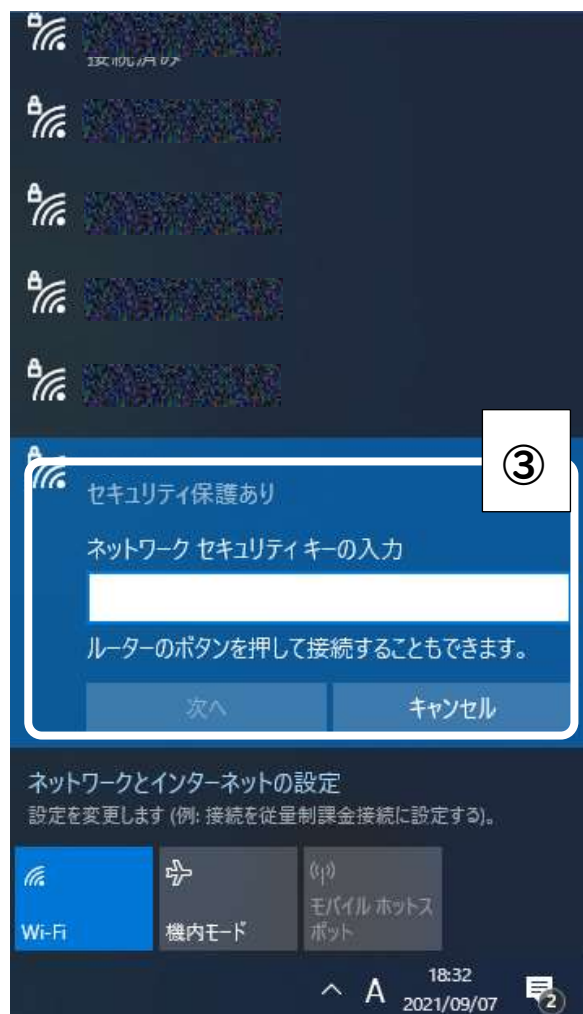 接続済み
③
セキュリティ保護あり
ネットワーク セキュリティ キーの入力
ルーターのボタンを押して接続することもできます。
次へ
キャンセル
ネットワークとインターネットの設定
設定を変更します (例: 接続を従量制課金接続に設定する)。
Wi-Fi
機内モード
モバイル ホットス
ポット
A
18:32
2021/09/07
2